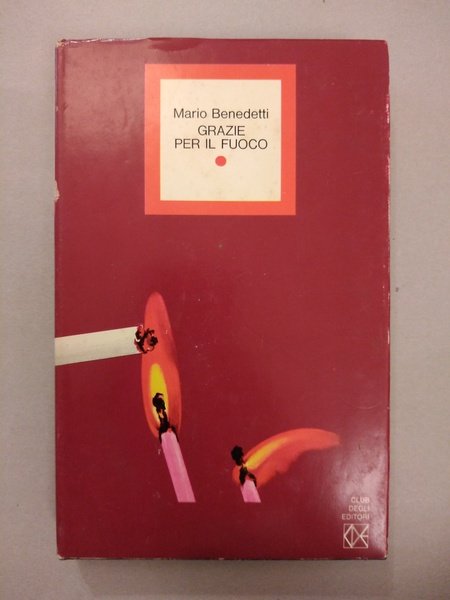 Mario Benedetti
GRAZIE
PER IL FUOCO
CLUB
DEGLI
EDITORI